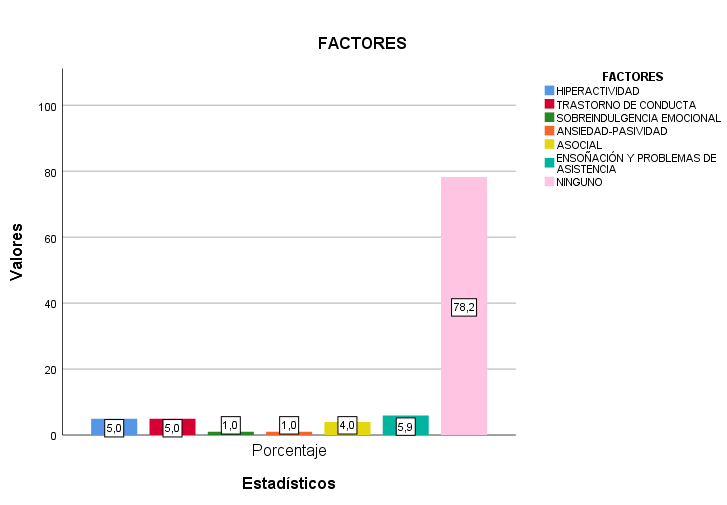 FACTORES
FACTORES
HIPERACTIVIDAD
TRASTORNO DE CONDUCTA
SOBREINDULGENCIA EMOCIONAL
ANSIEDAD-PASIVIDAD
ASOCIAL
ENSOÑACIÓN Y PROBLEMAS DE
ASISTENCIA
NINGUNO
Valores
100
80
60
40
20
0
5,0
5,0
1,0
1,0
4,0
5,9
78,2
Porcentaje
Estadísticos